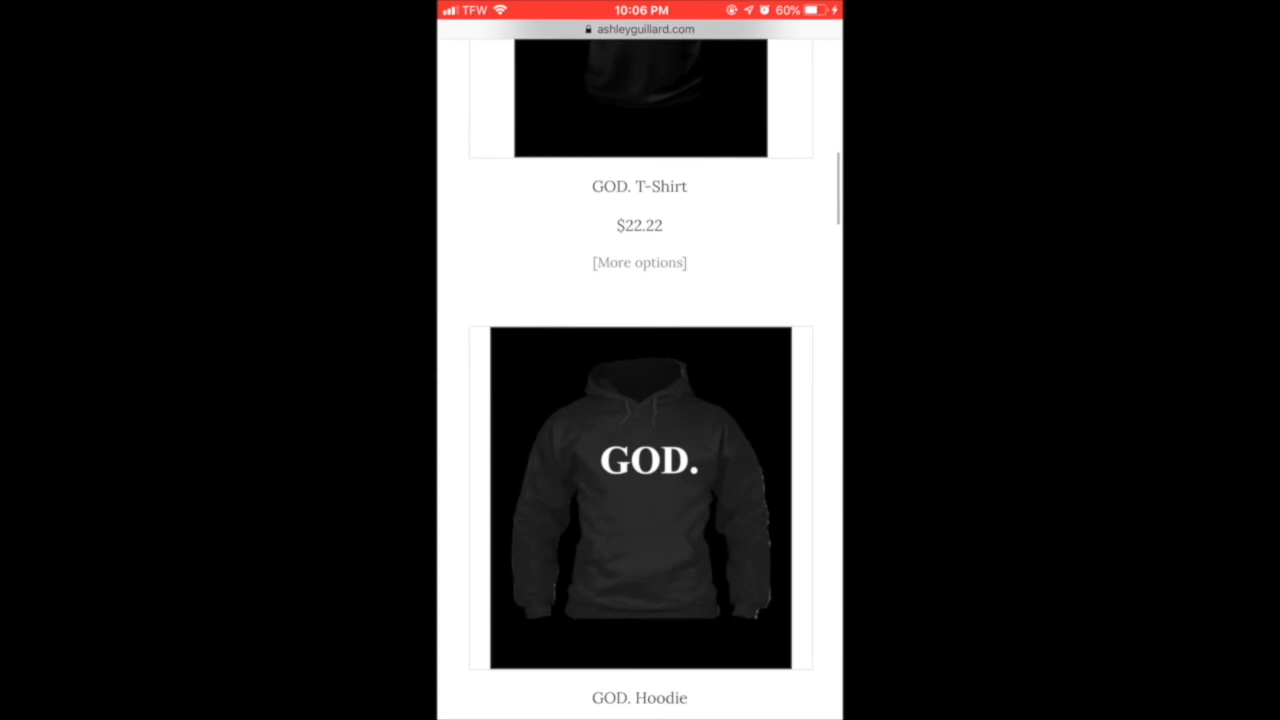 TFW 10:06 PM 60%
ashleyguillard.com
GOD. T-Shirt
$22.22
[More options]
GOD.
GOD. Hoodie